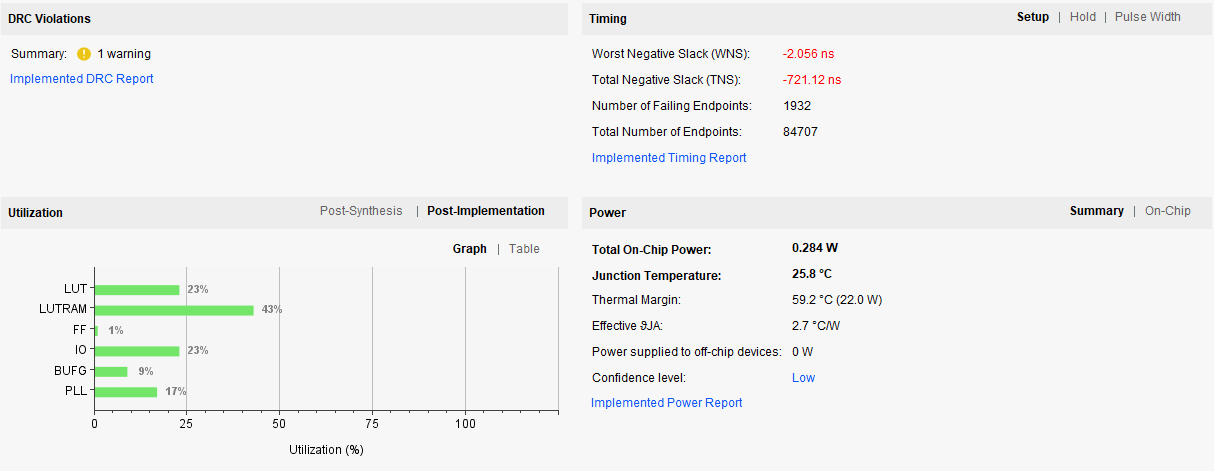 DRC Violations
Summary: 1 warning
Implemented DRC Report
Timing Setup | Hold | Pulse Width
Worst Negative Slack (WNS): -2.056 ns
Total Negative Slack (TNS): -721.12 ns
Number of Failing Endpoints: 1932
Total Number of Endpoints: 84707
Implemented Timing Report
Utilization Post-Synthesis | Post-Implementation
Graph | Table
LUT 23%
LUTRAM 43%
FF 1%
IO 23%
BUFG 9%
PLL 17%
0 25 50 75 100
Utilization (%)
Power Summary | On-Chip
Total On-Chip Power: 0.284 W
Junction Temperature: 25.8 °C
Thermal Margin: 59.2 °C (22.0 W)
Effective ϑJA: 2.7 °C/W
Power supplied to off-chip devices: 0 W
Confidence level: Low
Implemented Power Report